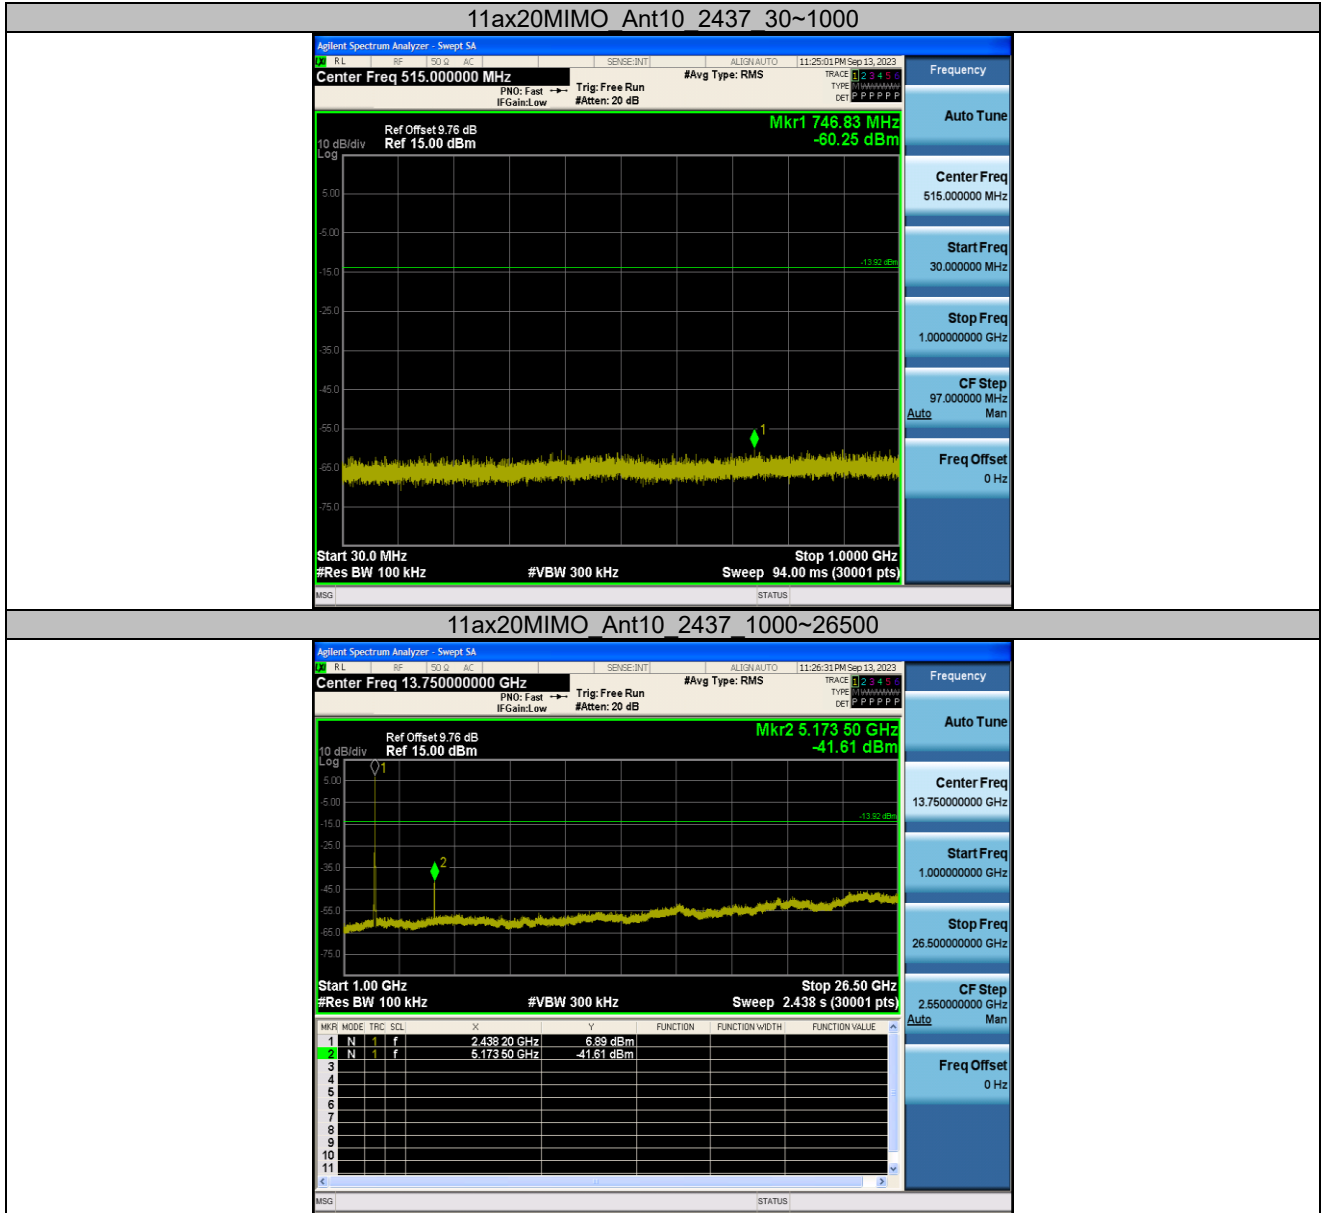 11ax20MIMO_Ant10_2437_30~1000
Agilent Spectrum Analyzer - Swept SA
LXI RL RF 50 Ω AC SENSE:INT ALIGN AUTO 11:25:01 PM Sep 13, 2023
Center Freq 515.000000 MHz
PNO: Fast
IFGain:Low
Trig: Free Run
#Atten: 20 dB
#Avg Type: RMS
TRACE 1 2 3 4 5 6
TYPE M WWWWW
DET P P P P P P
Mkr1 746.83 MHz
-60.25 dBm
Ref Offset 9.76 dB
10 dB/div Ref 15.00 dBm
Log
5.00
-5.00
-13.92 dBm
-15.0
-25.0
-35.0
-45.0
-55.0
1
-65.0
-75.0
Start 30.0 MHz Stop 1.0000 GHz
#Res BW 100 kHz #VBW 300 kHz Sweep 94.00 ms (30001 pts)
MSG STATUS
Frequency
Auto Tune
Center Freq
515.000000 MHz
Start Freq
30.000000 MHz
Stop Freq
1.000000000 GHz
CF Step
97.000000 MHz
Auto Man
Freq Offset
0 Hz
11ax20MIMO_Ant10_2437_1000~26500
Agilent Spectrum Analyzer - Swept SA
LXI RL RF 50 Ω AC SENSE:INT ALIGN AUTO 11:26:31 PM Sep 13, 2023
Center Freq 13.750000000 GHz
PNO: Fast
IFGain:Low
Trig: Free Run
#Atten: 20 dB
#Avg Type: RMS
TRACE 1 2 3 4 5 6
TYPE M WWWWW
DET P P P P P P
Mkr2 5.173 50 GHz
-41.61 dBm
Ref Offset 9.76 dB
10 dB/div Ref 15.00 dBm
Log
1
5.00
-5.00
-13.92 dBm
-15.0
-25.0
-35.0
2
-45.0
-55.0
-65.0
-75.0
Start 1.00 GHz Stop 26.50 GHz
#Res BW 100 kHz #VBW 300 kHz Sweep 2.438 s (30001 pts)
MKR MODE TRC SCL X Y FUNCTION FUNCTION WIDTH FUNCTION VALUE
1 N 1 f 2.438 20 GHz 6.89 dBm
2 N 1 f 5.173 50 GHz -41.61 dBm
3
4
5
6
7
8
9
10
11
MSG STATUS
Frequency
Auto Tune
Center Freq
13.750000000 GHz
Start Freq
1.000000000 GHz
Stop Freq
26.500000000 GHz
CF Step
2.550000000 GHz
Auto Man
Freq Offset
0 Hz